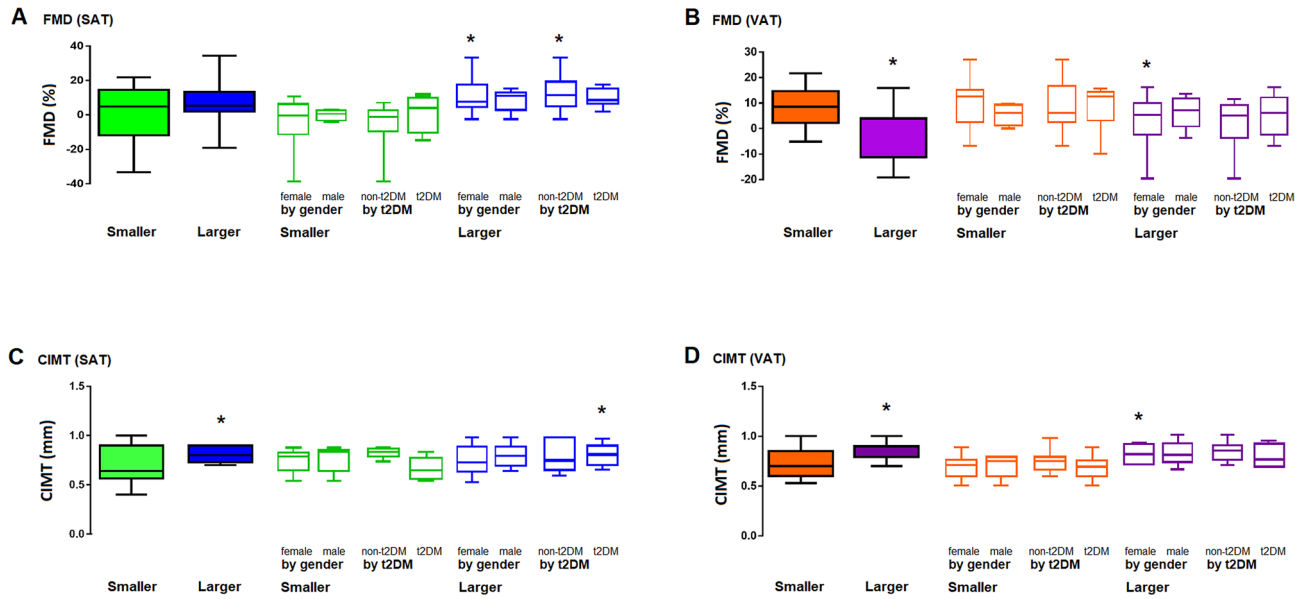 A FMD (SAT)
FMD (%)
40
20
0
-20
-40
* *
female male non-t2DM t2DM female male non-t2DM t2DM
by gender by t2DM by gender by t2DM
Smaller Larger Smaller Larger
B FMD (VAT)
FMD (%)
30
20
10
0
-10
-20
* *
female male non-t2DM t2DM female male non-t2DM t2DM
by gender by t2DM by gender by t2DM
Smaller Larger Smaller Larger
C CIMT (SAT)
CIMT (mm)
1.5
1.0
0.5
0.0
* *
female male non-t2DM t2DM female male non-t2DM t2DM
by gender by t2DM by gender by t2DM
Smaller Larger Smaller Larger
D CIMT (VAT)
CIMT (mm)
1.5
1.0
0.5
0.0
* *
female male non-t2DM t2DM female male non-t2DM t2DM
by gender by t2DM by gender by t2DM
Smaller Larger Smaller Larger